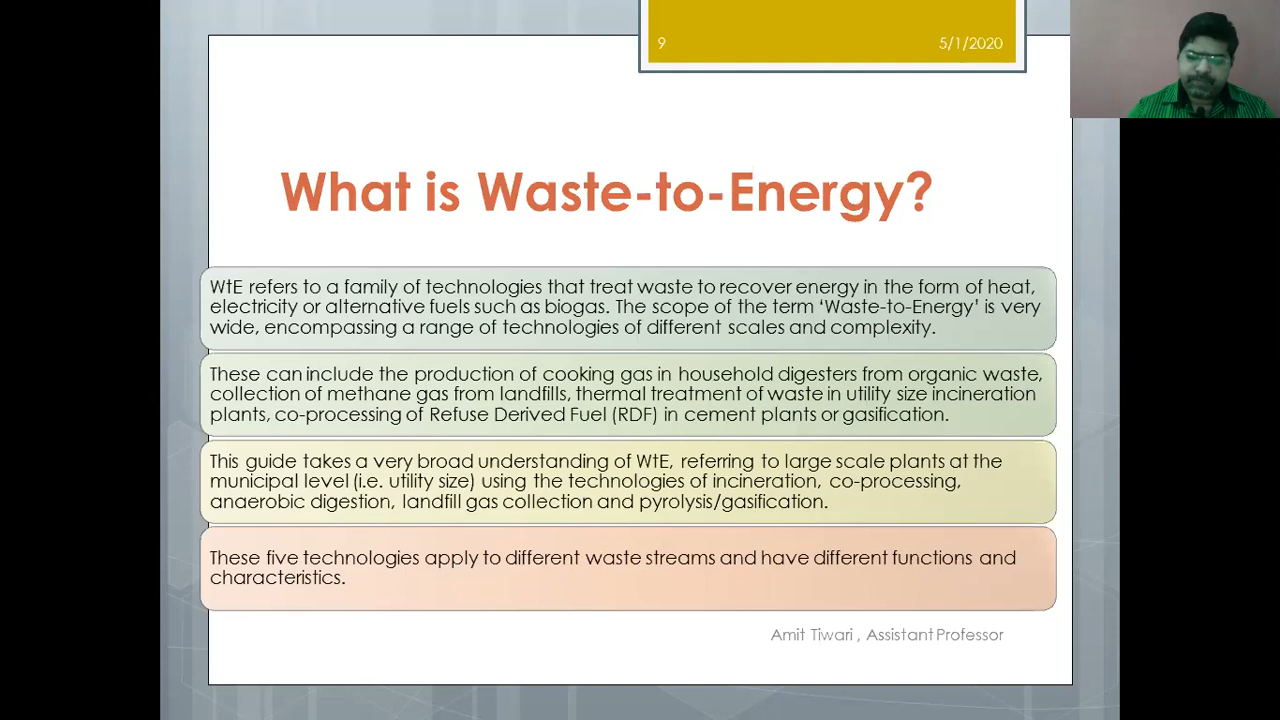 9
5/1/2020
What is Waste-to-Energy?
WtE refers to a family of technologies that treat waste to recover energy in the form of heat,
electricity or alternative fuels such as biogas. The scope of the term ‘Waste-to-Energy’ is very
wide, encompassing a range of technologies of different scales and complexity.
These can include the production of cooking gas in household digesters from organic waste,
collection of methane gas from landfills, thermal treatment of waste in utility size incineration
plants, co-processing of Refuse Derived Fuel (RDF) in cement plants or gasification.
This guide takes a very broad understanding of WtE, referring to large scale plants at the
municipal level (i.e. utility size) using the technologies of incineration, co-processing,
anaerobic digestion, landfill gas collection and pyrolysis/gasification.
These five technologies apply to different waste streams and have different functions and
characteristics.
Amit Tiwari , Assistant Professor